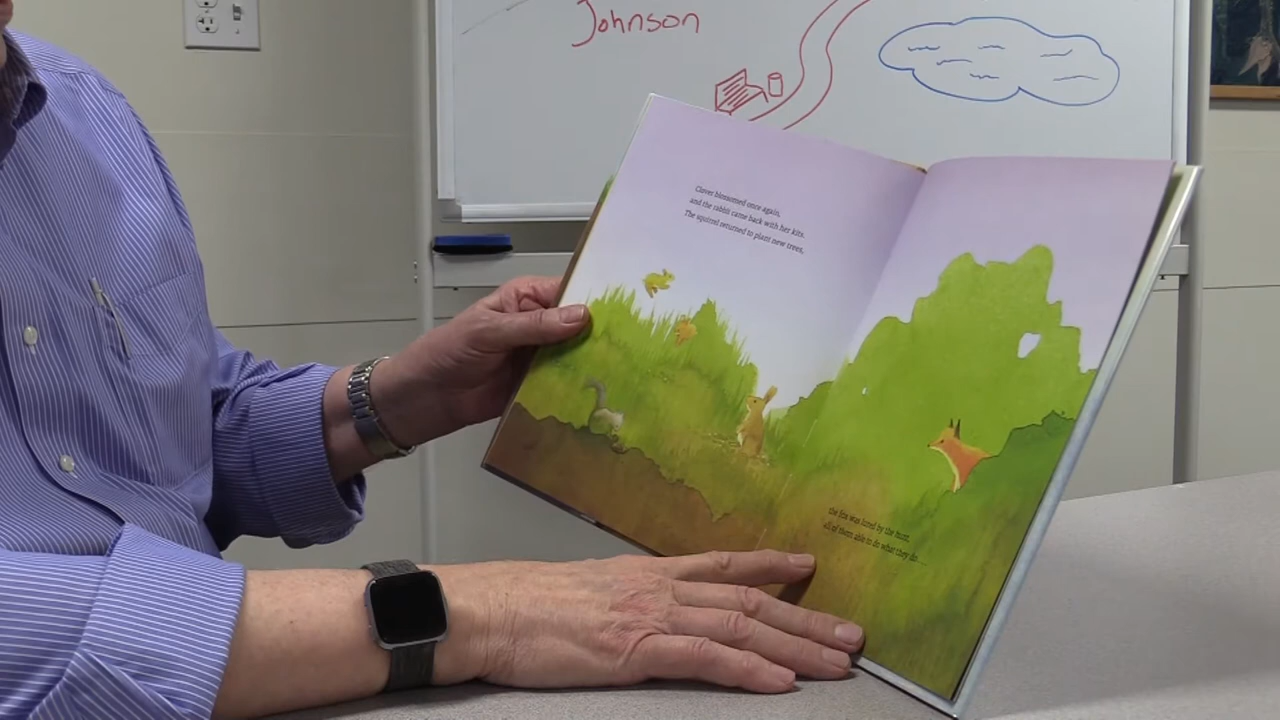 Johnson
Clover blossomed once again,
and the rabbit came back with her kits.
The squirrel returned to plant new trees,
the fox was lured by the hunt,
all of them able to do what they do . . .